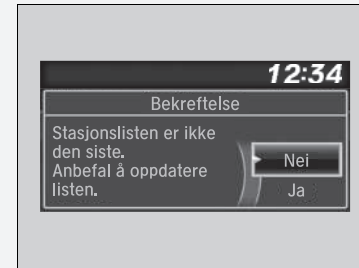 12:34
Bekreftelse
Stasjonslisten er ikke
den siste.
Anbefal å oppdatere
listen.
Nei
Ja